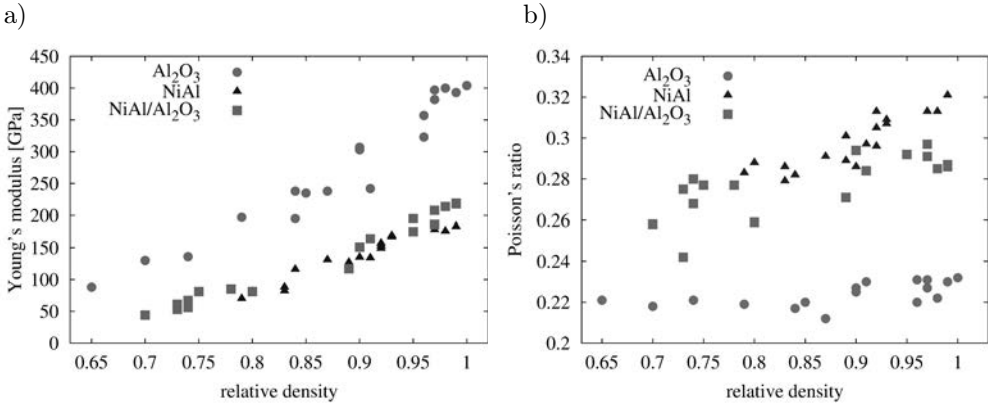 a)
450
400
350
300
250
200
150
100
50
0
Young's modulus [GPa]
Al₂O₃
NiAl
NiAl/Al₂O₃
0.65 0.7 0.75 0.8 0.85 0.9 0.95 1
relative density
b)
0.34
0.32
0.3
0.28
0.26
0.24
0.22
0.2
Poisson's ratio
Al₂O₃
NiAl
NiAl/Al₂O₃
0.65 0.7 0.75 0.8 0.85 0.9 0.95 1
relative density